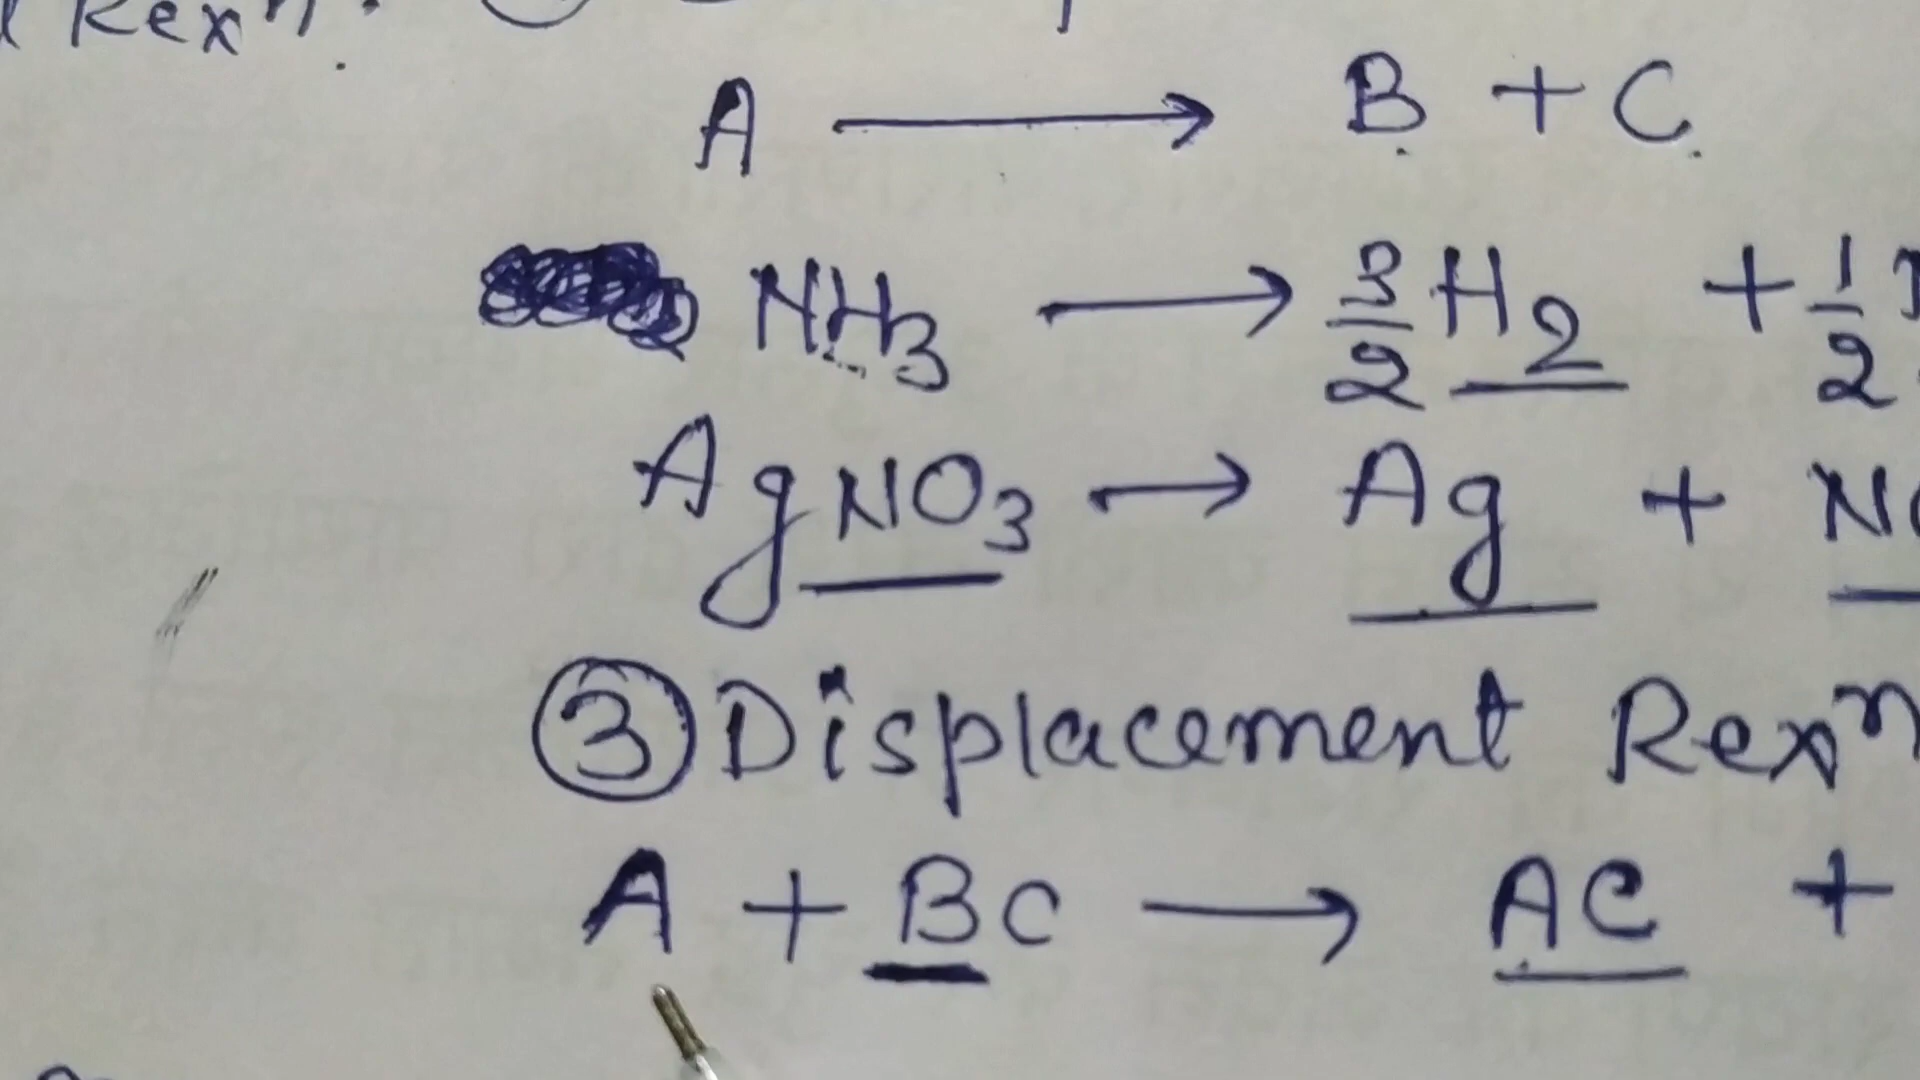 Rexⁿ.
A ⟶ B + C
NH₃ ⟶ 3/2 H₂ + 1/2
AgNO₃ ⟶ Ag + N
③ Displacement Rexⁿ
A + BC ⟶ AC +